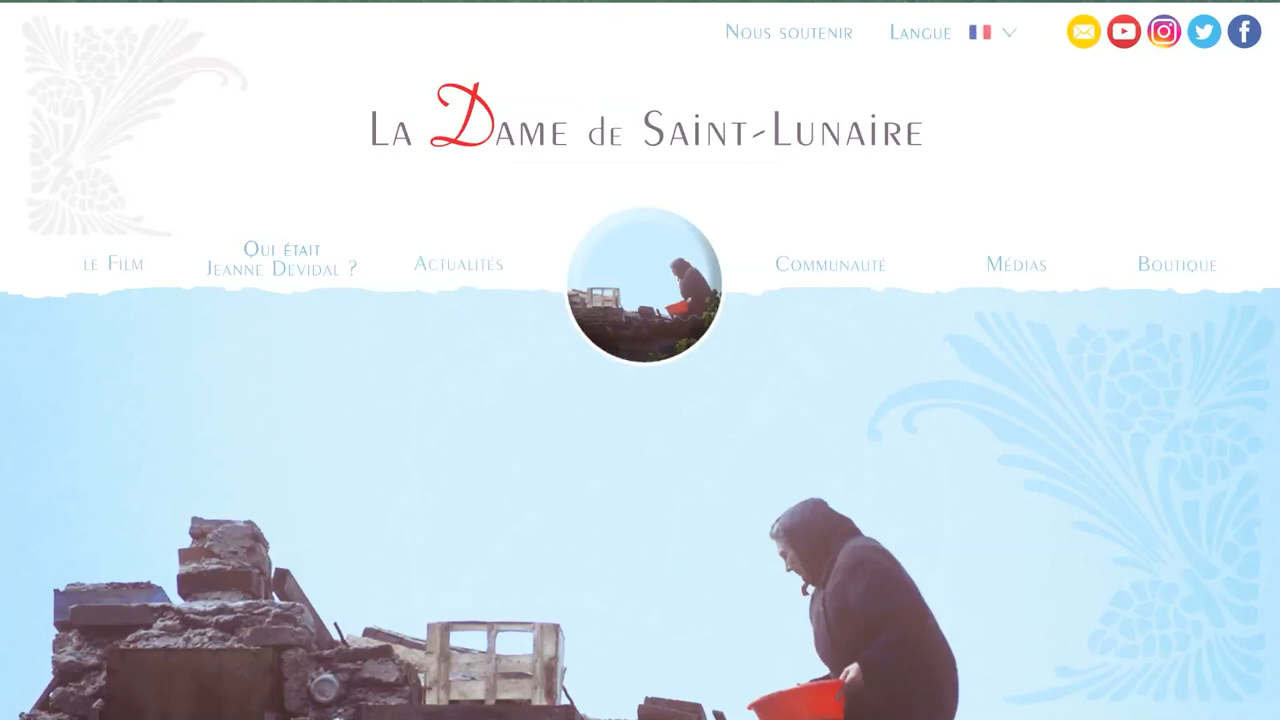 Nous soutenir
Langue
La Dame de Saint-Lunaire
le Film
Qui était
Jeanne Devidal ?
Actualités
Communauté
Médias
Boutique